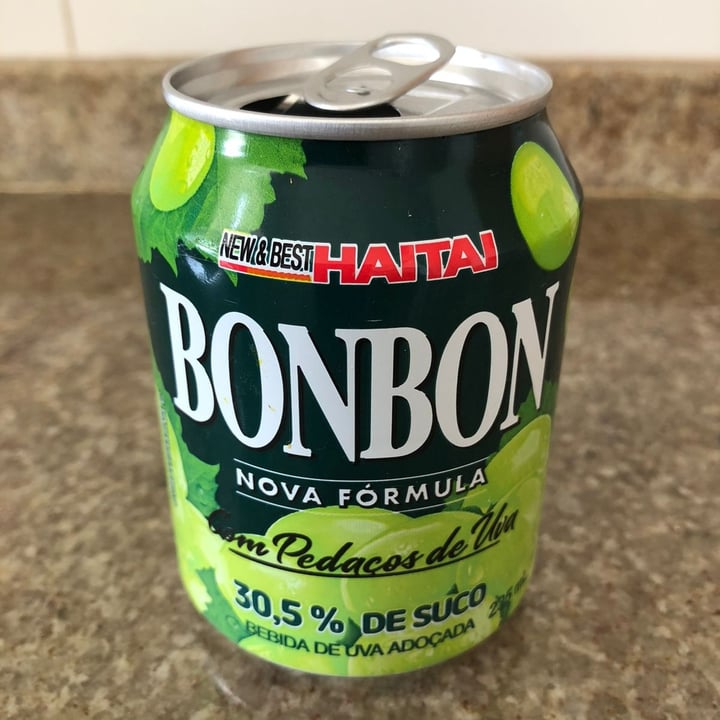 NEW & BEST HAITAI
BONBON
NOVA FÓRMULA
Com Pedaços de Uva
30,5 % DE SUCO
BEBIDA DE UVA ADOÇADA